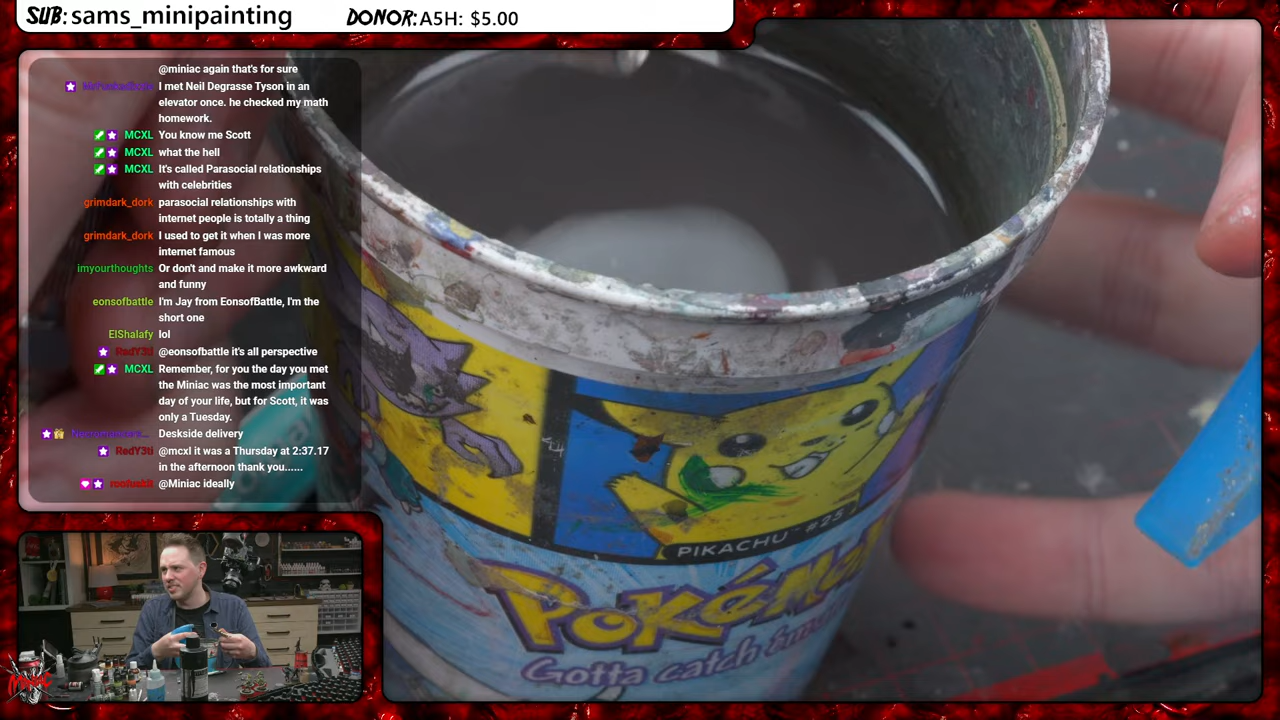 SUB: sams_minipainting
DONOR: A5H: $5.00
@miniac again that's for sure
I met Neil Degrasse Tyson in an
elevator once. he checked my math
homework.
MCXL You know me Scott
MCXL what the hell
MCXL It's called Parasocial relationships
with celebrities
grimdark_dork parasocial relationships with
internet people is totally a thing
grimdark_dork I used to get it when I was more
internet famous
imyourthoughts Or don't and make it more awkward
and funny
eonsofbattle I'm Jay from EonsofBattle, I'm the
short one
ElShalafy lol
RedY3ti @eonsofbattle it's all perspective
MCXL Remember, for you the day you met
the Miniac was the most important
day of your life, but for Scott, it was
only a Tuesday.
Deskside delivery
RedY3ti @mcxl it was a Thursday at 2:37.17
in the afternoon thank you......
@Miniac ideally
PIKACHU #25
Pokémon
Gotta catch
MINIAC